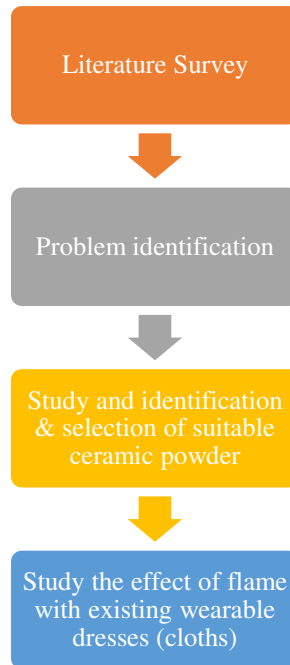 Literature Survey
Problem identification
Study and identification
& selection of suitable
ceramic powder
Study the effect of flame
with existing wearable
dresses (cloths)